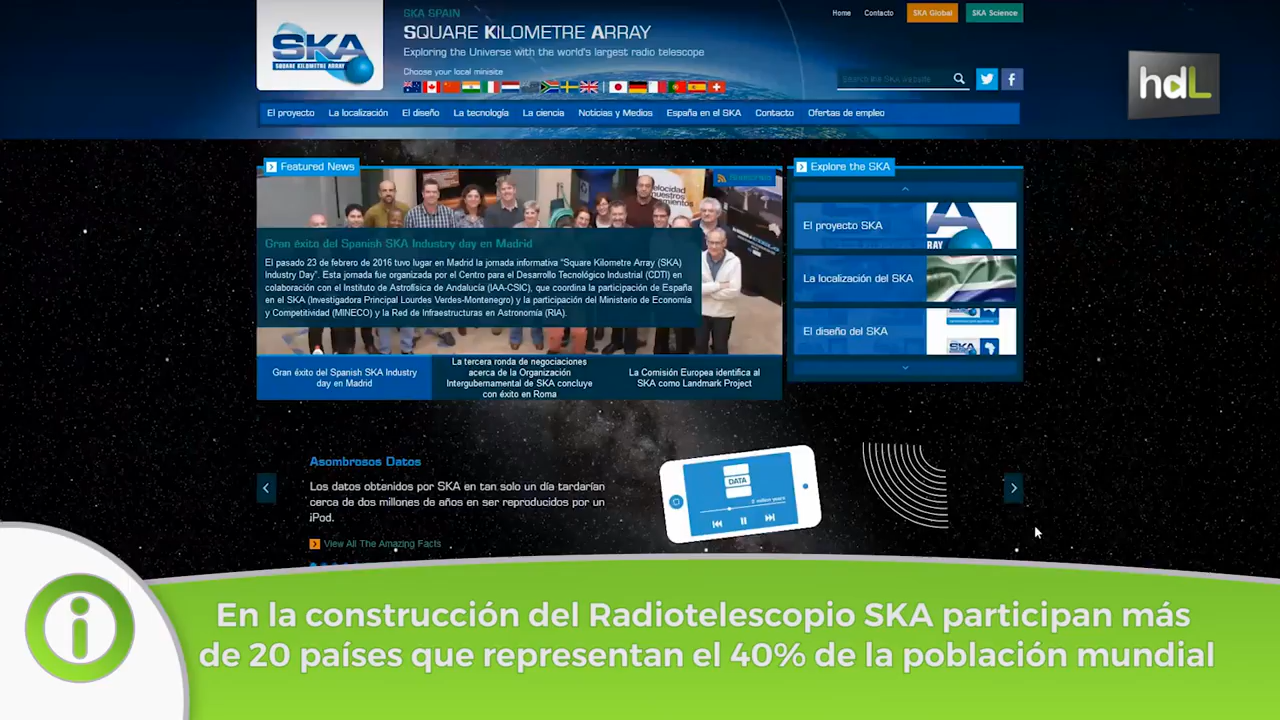 SKA SPAIN
SQUARE KILOMETRE ARRAY
Exploring the Universe with the world's largest radio telescope
Choose your local minisite
SKA
SQUARE KILOMETRE ARRAY
Home Contacto SKA Global SKA Science
Search the SKA website
hdL
El proyecto La localización El diseño La tecnología La ciencia Noticias y Medios España en el SKA Contacto Ofertas de empleo
Featured News
Subscribe
Explore the SKA
velocidad
nuestros
Gran éxito del Spanish SKA Industry day en Madrid
El pasado 23 de febrero de 2016 tuvo lugar en Madrid la jornada informativa “Square Kilometre Array (SKA)
Industry Day”. Esta jornada fue organizada por el Centro para el Desarrollo Tecnológico Industrial (CDTI) en
colaboración con el Instituto de Astrofísica de Andalucía (IAA-CSIC), que coordina la participación de España
en el SKA (Investigadora Principal Lourdes Verdes-Montenegro) y la participación del Ministerio de Economía
y Competitividad (MINECO) y la Red de Infraestructuras en Astronomía (RIA).
El proyecto SKA
La localización del SKA
El diseño del SKA
Gran éxito del Spanish SKA Industry
day en Madrid
La tercera ronda de negociaciones
acerca de la Organización
Intergubernamental de SKA concluye
con éxito en Roma
La Comisión Europea identifica al
SKA como Landmark Project
Asombrosos Datos
Los datos obtenidos por SKA en tan solo un día tardarían
cerca de dos millones de años en ser reproducidos por un
iPod.
View All The Amazing Facts
DATA
2 million years
En la construcción del Radiotelescopio SKA participan más
de 20 países que representan el 40% de la población mundial